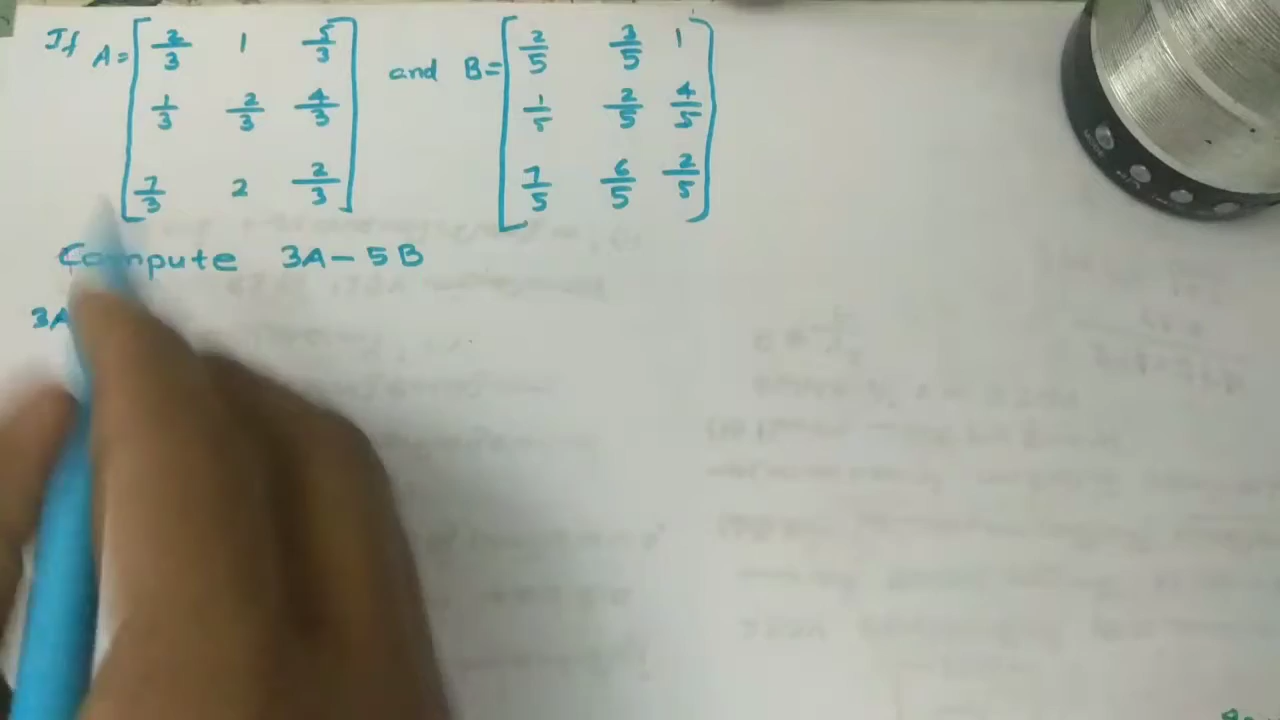 If A = [ 2/3 1 5/3 and B = [ 2/5 3/5 1
1/3 2/3 4/3 1/5 2/5 4/5
7/3 2 2/3 ] 7/5 6/5 2/5 ]
Compute 3A - 5B
3A